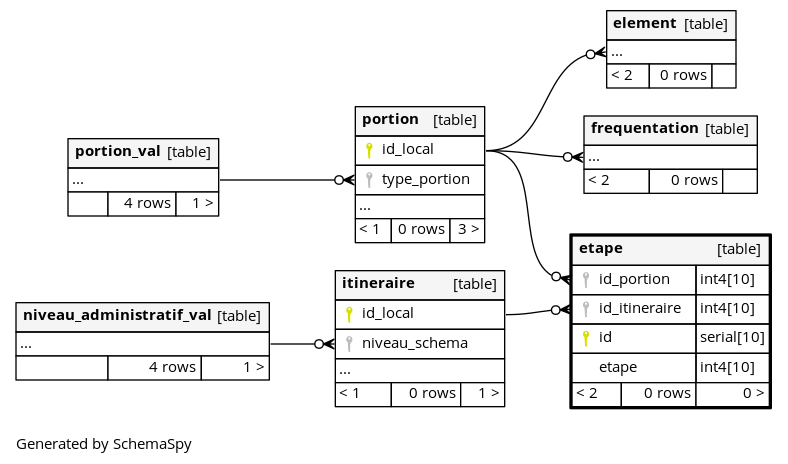 element [table]
...
< 2 0 rows
portion [table]
id_local
type_portion
...
< 1 0 rows 3 >
frequentation [table]
...
< 2 0 rows
portion_val [table]
...
4 rows 1 >
etape [table]
id_portion int4[10]
id_itineraire int4[10]
id serial[10]
etape int4[10]
< 2 0 rows 0 >
itineraire [table]
id_local
niveau_schema
...
< 1 0 rows 1 >
niveau_administratif_val [table]
...
4 rows 1 >
Generated by SchemaSpy